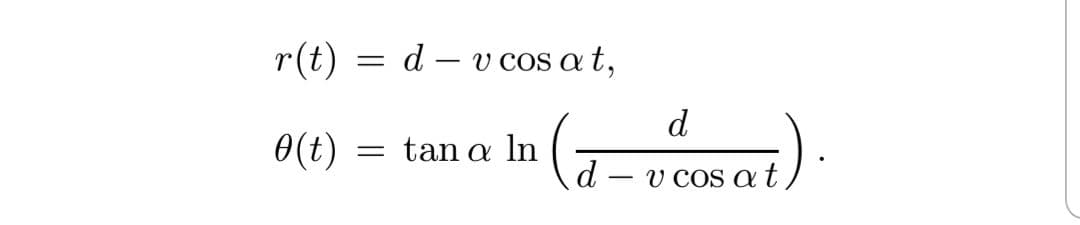 r(t) = d − v cos α t,
θ(t) = tan α ln ( d / (d − v cos α t) ).